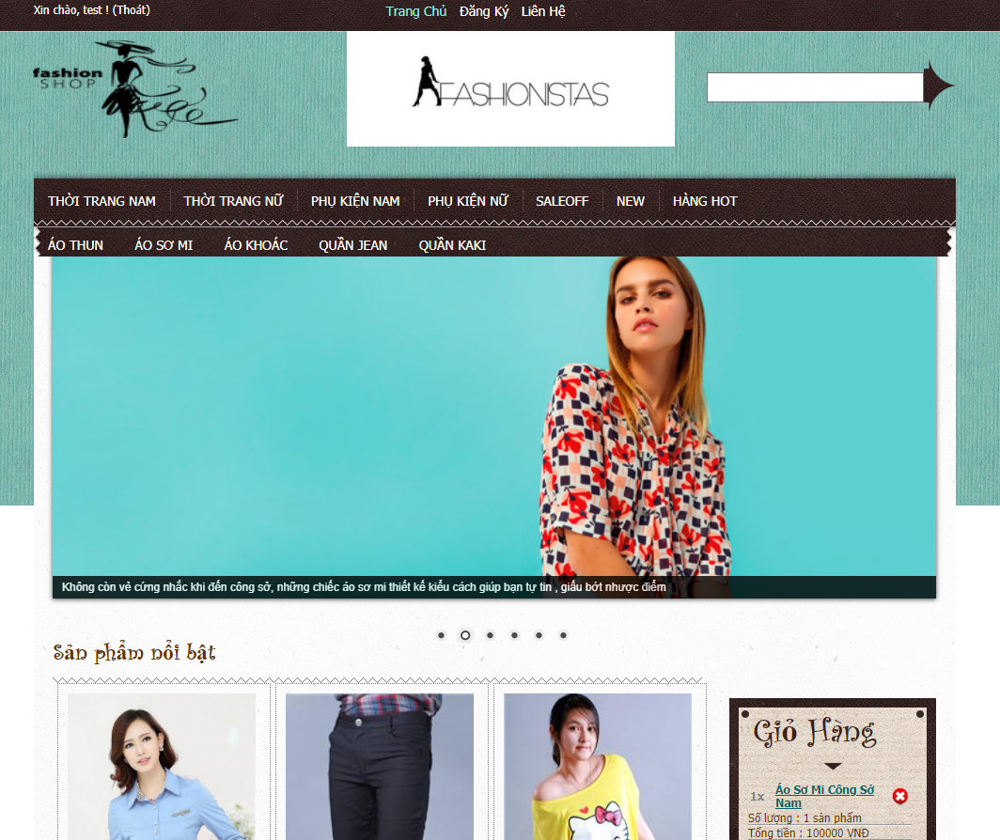 Xin chào, test ! (Thoát)
Trang Chủ Đăng Ký Liên Hệ
fashion
SHOP
FASHIONISTAS
THỜI TRANG NAM THỜI TRANG NỮ PHỤ KIỆN NAM PHỤ KIỆN NỮ SALEOFF NEW HÀNG HOT
ÁO THUN ÁO SƠ MI ÁO KHOÁC QUẦN JEAN QUẦN KAKI
Không còn vẻ cứng nhắc khi đến công sở, những chiếc áo sơ mi thiết kế kiểu cách giúp bạn tự tin , giấu bớt nhược điểm
Sản phẩm nổi bật
Giỏ Hàng
1x Áo Sơ Mi Công Sở
Nam
Số lượng : 1 sản phẩm
Tổng tiền : 100000 VNĐ